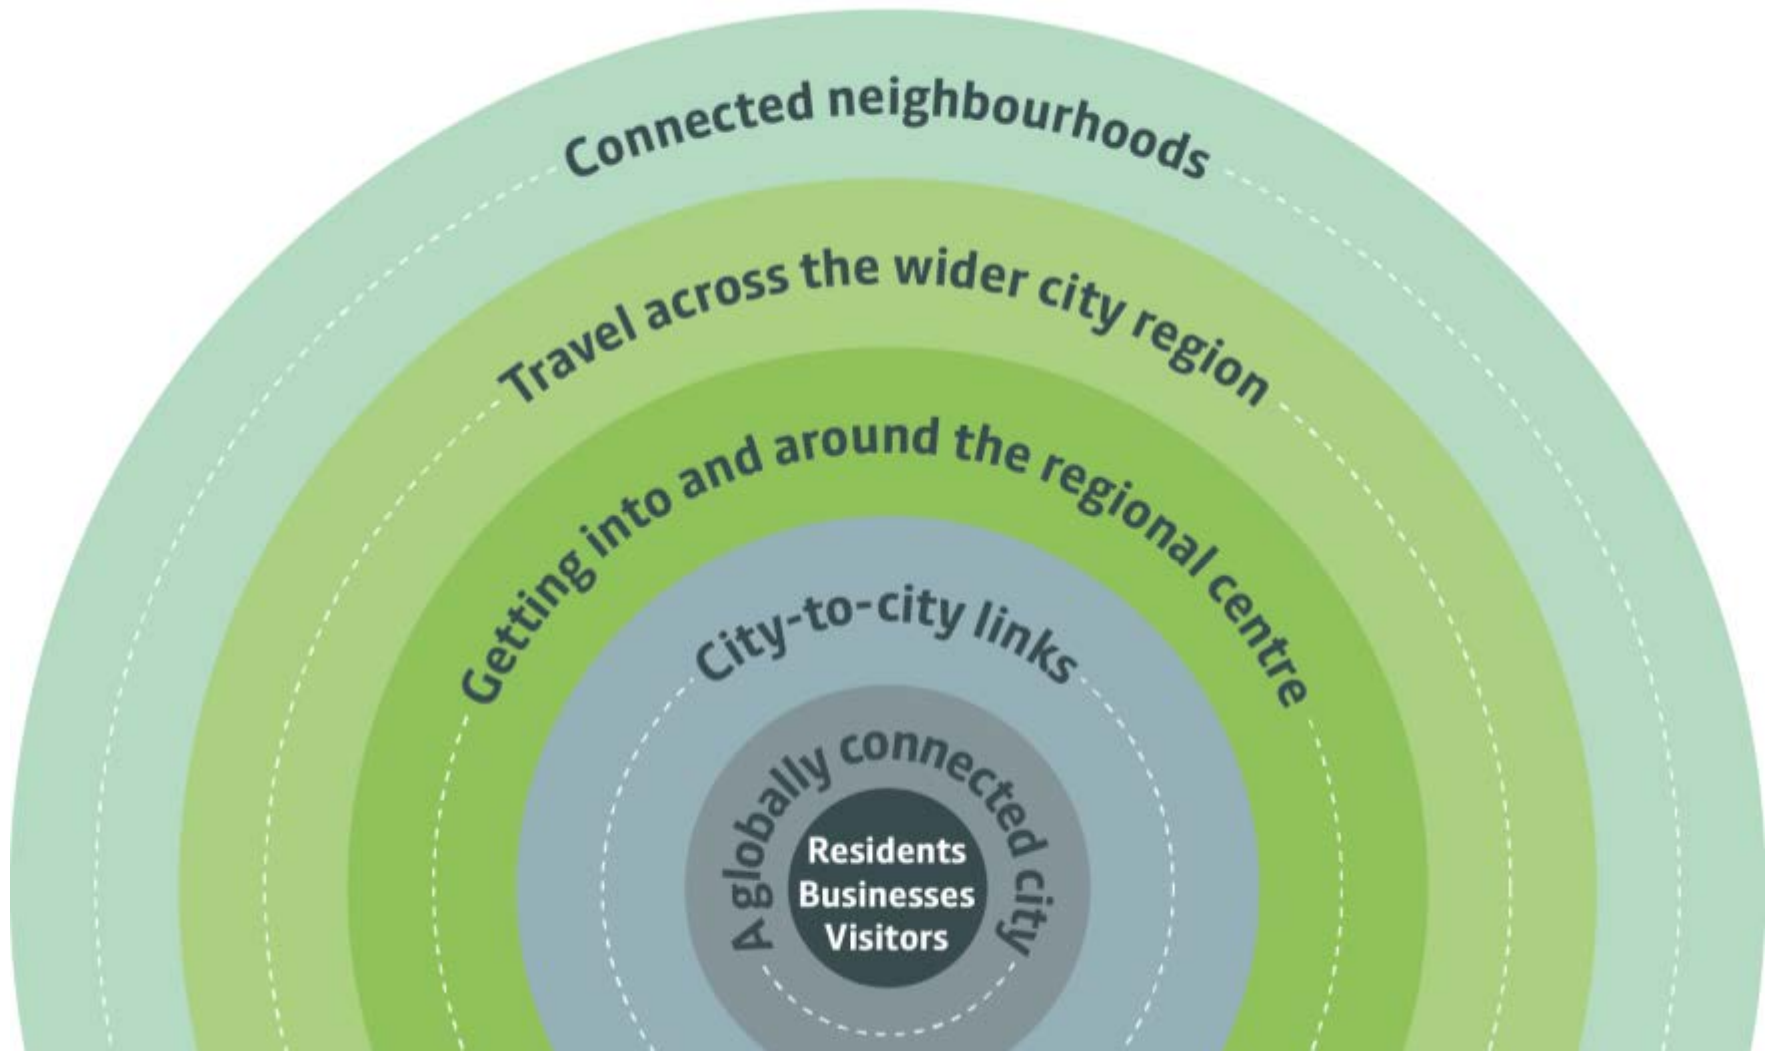 Connected neighbourhoods
Travel across the wider city region
Getting into and around the regional centre
City-to-city links
A globally connected city
Residents
Businesses
Visitors